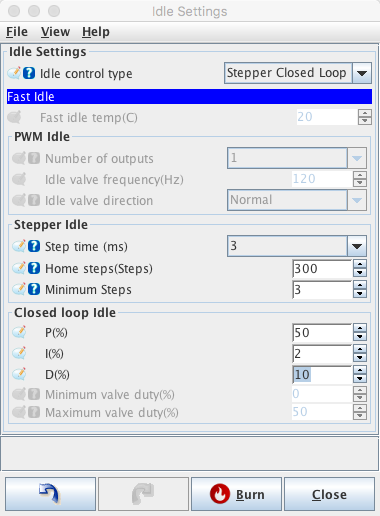 Idle Settings
File View Help
Idle Settings
? Idle control type Stepper Closed Loop
Fast Idle
Fast idle temp(C) 20
PWM Idle
? Number of outputs 1
Idle valve frequency(Hz) 120
? Idle valve direction Normal
Stepper Idle
? Step time (ms) 3
? Home steps(Steps) 300
? Minimum Steps 3
Closed loop Idle
P(%) 50
I(%) 2
D(%) 10
? Minimum valve duty(%) 0
? Maximum valve duty(%) 50
Burn Close